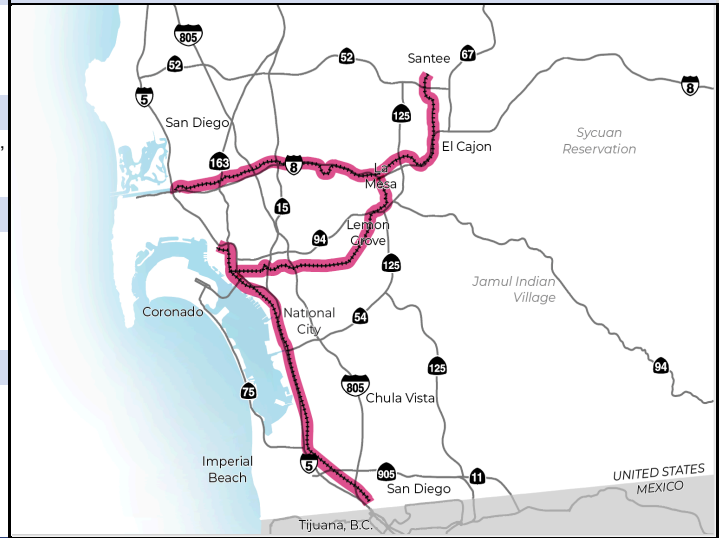 805
52
52
Santee
67
8
5
125
San Diego
El Cajon
Sycuan
Reservation
163
8
La
Mesa
15
Lemon
Grove
94
125
Jamul Indian
Village
Coronado
National
City
54
125
94
805
75
Chula Vista
Imperial
Beach
5
905
San Diego
11
UNITED STATES
MEXICO
Tijuana, B.C.